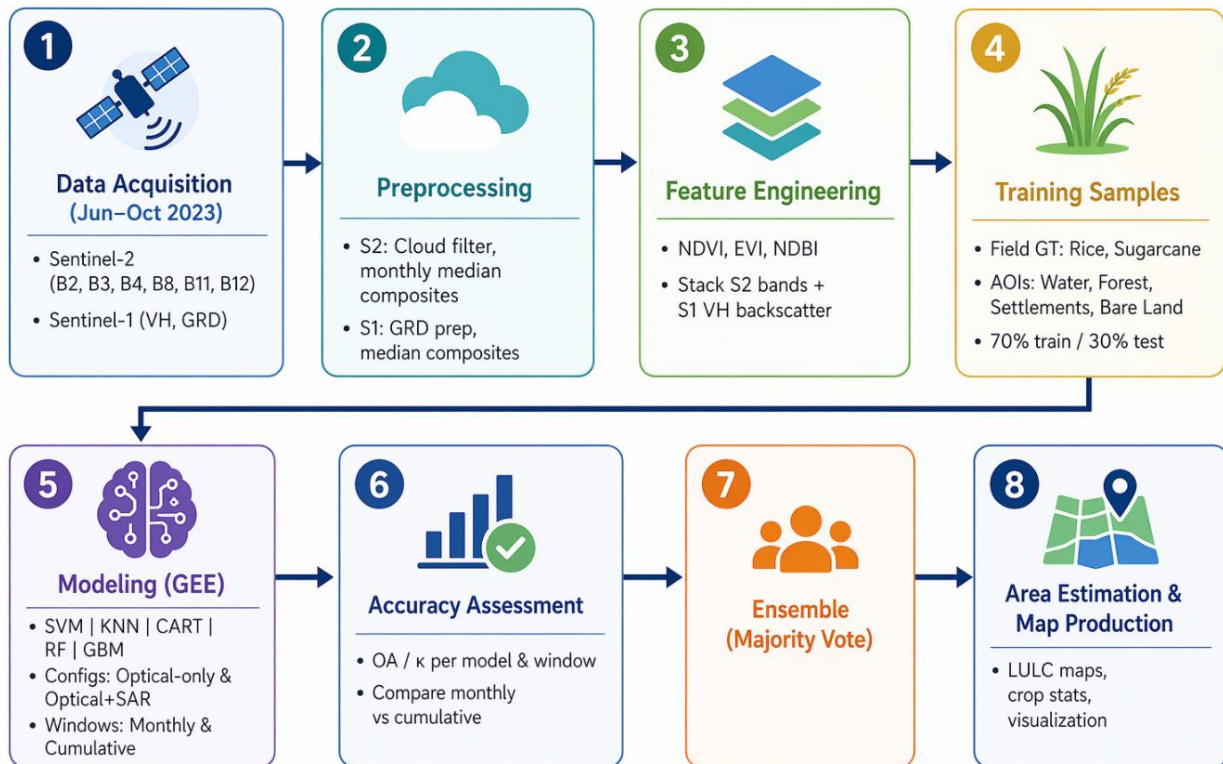 1
Data Acquisition
(Jun–Oct 2023)
• Sentinel-2
(B2, B3, B4, B8, B11, B12)
• Sentinel-1 (VH, GRD)
2
Preprocessing
• S2: Cloud filter,
monthly median
composites
• S1: GRD prep,
median composites
3
Feature Engineering
• NDVI, EVI, NDBI
• Stack S2 bands +
S1 VH backscatter
4
Training Samples
• Field GT: Rice, Sugarcane
• AOIs: Water, Forest,
Settlements, Bare Land
• 70% train / 30% test
5
Modeling (GEE)
• SVM | KNN | CART |
RF | GBM
• Configs: Optical-only &
Optical+SAR
• Windows: Monthly &
Cumulative
6
Accuracy Assessment
• OA / κ per model & window
• Compare monthly
vs cumulative
7
Ensemble
(Majority Vote)
8
Area Estimation &
Map Production
• LULC maps,
crop stats,
visualization